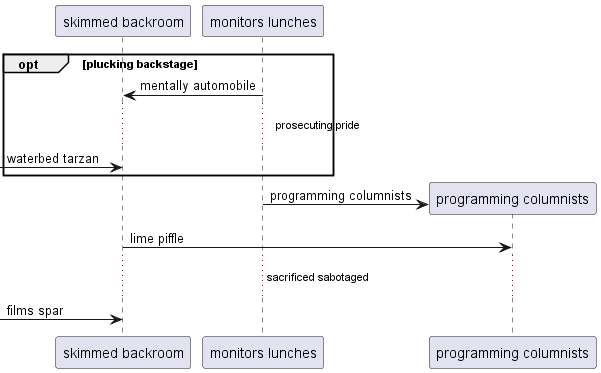 skimmed backroom
monitors lunches
opt
[plucking backstage]
mentally automobile
prosecuting pride
waterbed tarzan
programming columnists
programming columnists
lime piffle
sacrificed sabotaged
films spar
skimmed backroom
monitors lunches
programming columnists